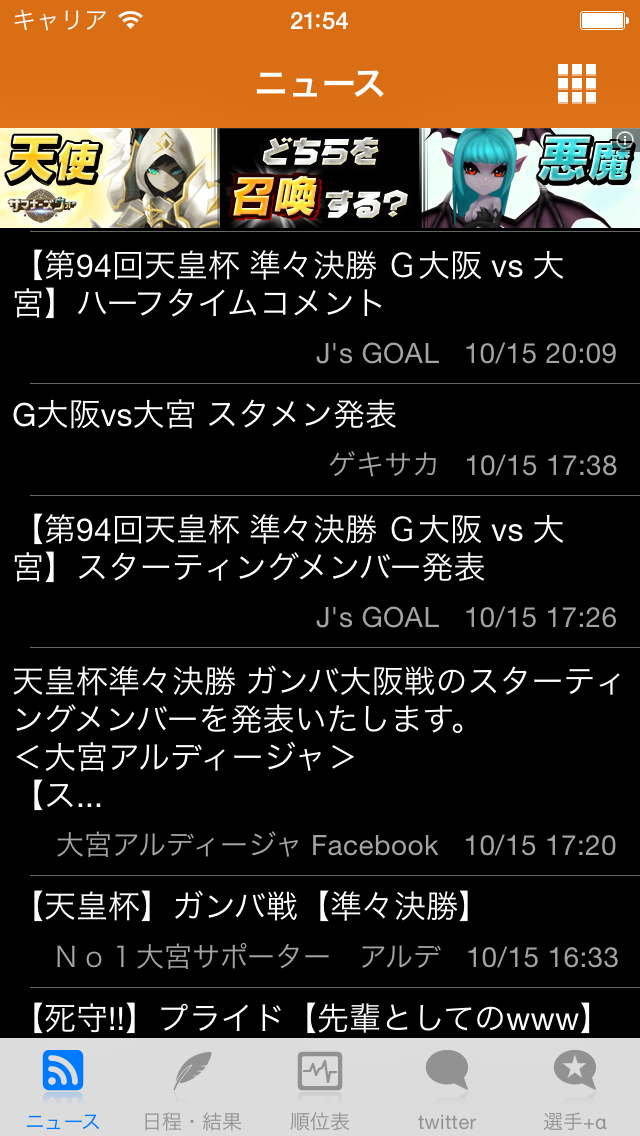 キャリア 21:54
ニュース
天使
サマナーズウォー
どちらを
召喚する?
悪魔
【第94回天皇杯 準々決勝 Ｇ大阪 vs 大
宮】ハーフタイムコメント
J's GOAL 10/15 20:09
G大阪vs大宮 スタメン発表
ゲキサカ 10/15 17:38
【第94回天皇杯 準々決勝 Ｇ大阪 vs 大
宮】スターティングメンバー発表
J's GOAL 10/15 17:26
天皇杯準々決勝 ガンバ大阪戦のスターティ
ングメンバーを発表いたします。
＜大宮アルディージャ＞
【ス...
大宮アルディージャ Facebook 10/15 17:20
【天皇杯】ガンバ戦【準々決勝】
Ｎｏ１大宮サポーター　アルデ 10/15 16:33
【死守!!】プライド【先輩としてのwww】
ニュース 日程・結果 順位表 twitter 選手+α